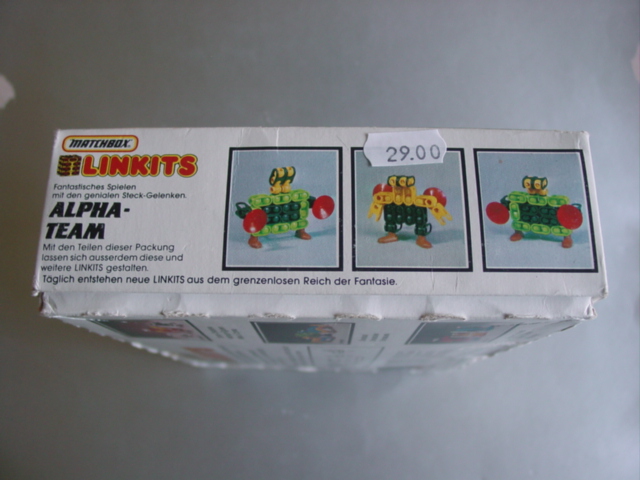 MATCHBOX
LINKITS
Fantastisches Spielen
mit den genialen Steck-Gelenken.
ALPHA-
TEAM
Mit den Teilen dieser Packung
lassen sich ausserdem diese und
weitere LINKITS gestalten.
Täglich entstehen neue LINKITS aus dem grenzenlosen Reich der Fantasie.
29.00